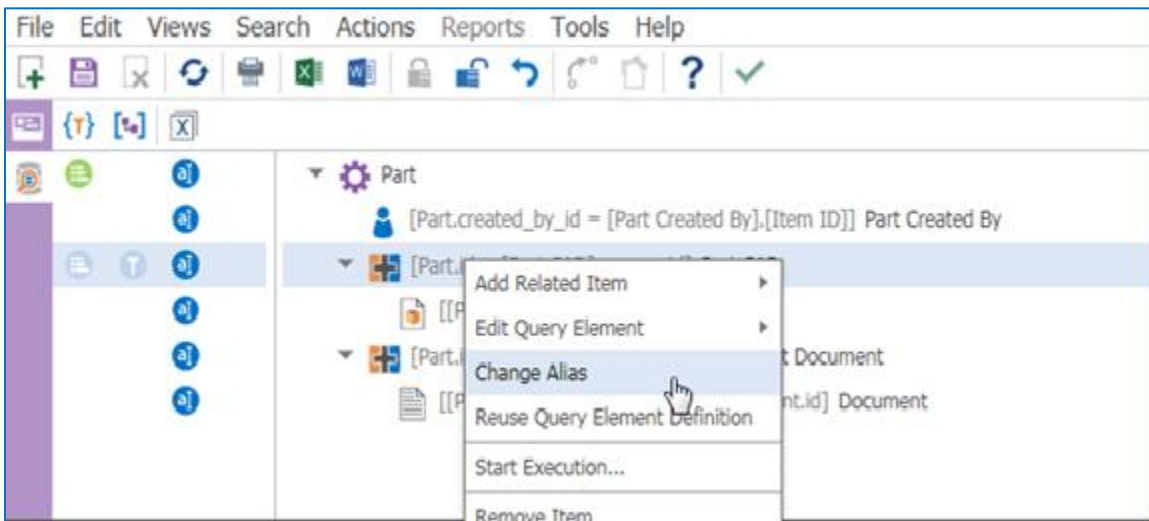 File Edit Views Search Actions Reports Tools Help
{T} [ ] X
Part
[Part.created_by_id = [Part Created By].[Item ID]] Part Created By
[Part.i
Add Related Item
[[P
Edit Query Element
[Part.i
Change Alias
t Document
[[P
Reuse Query Element Definition
nt.id] Document
Start Execution...
Remove Item